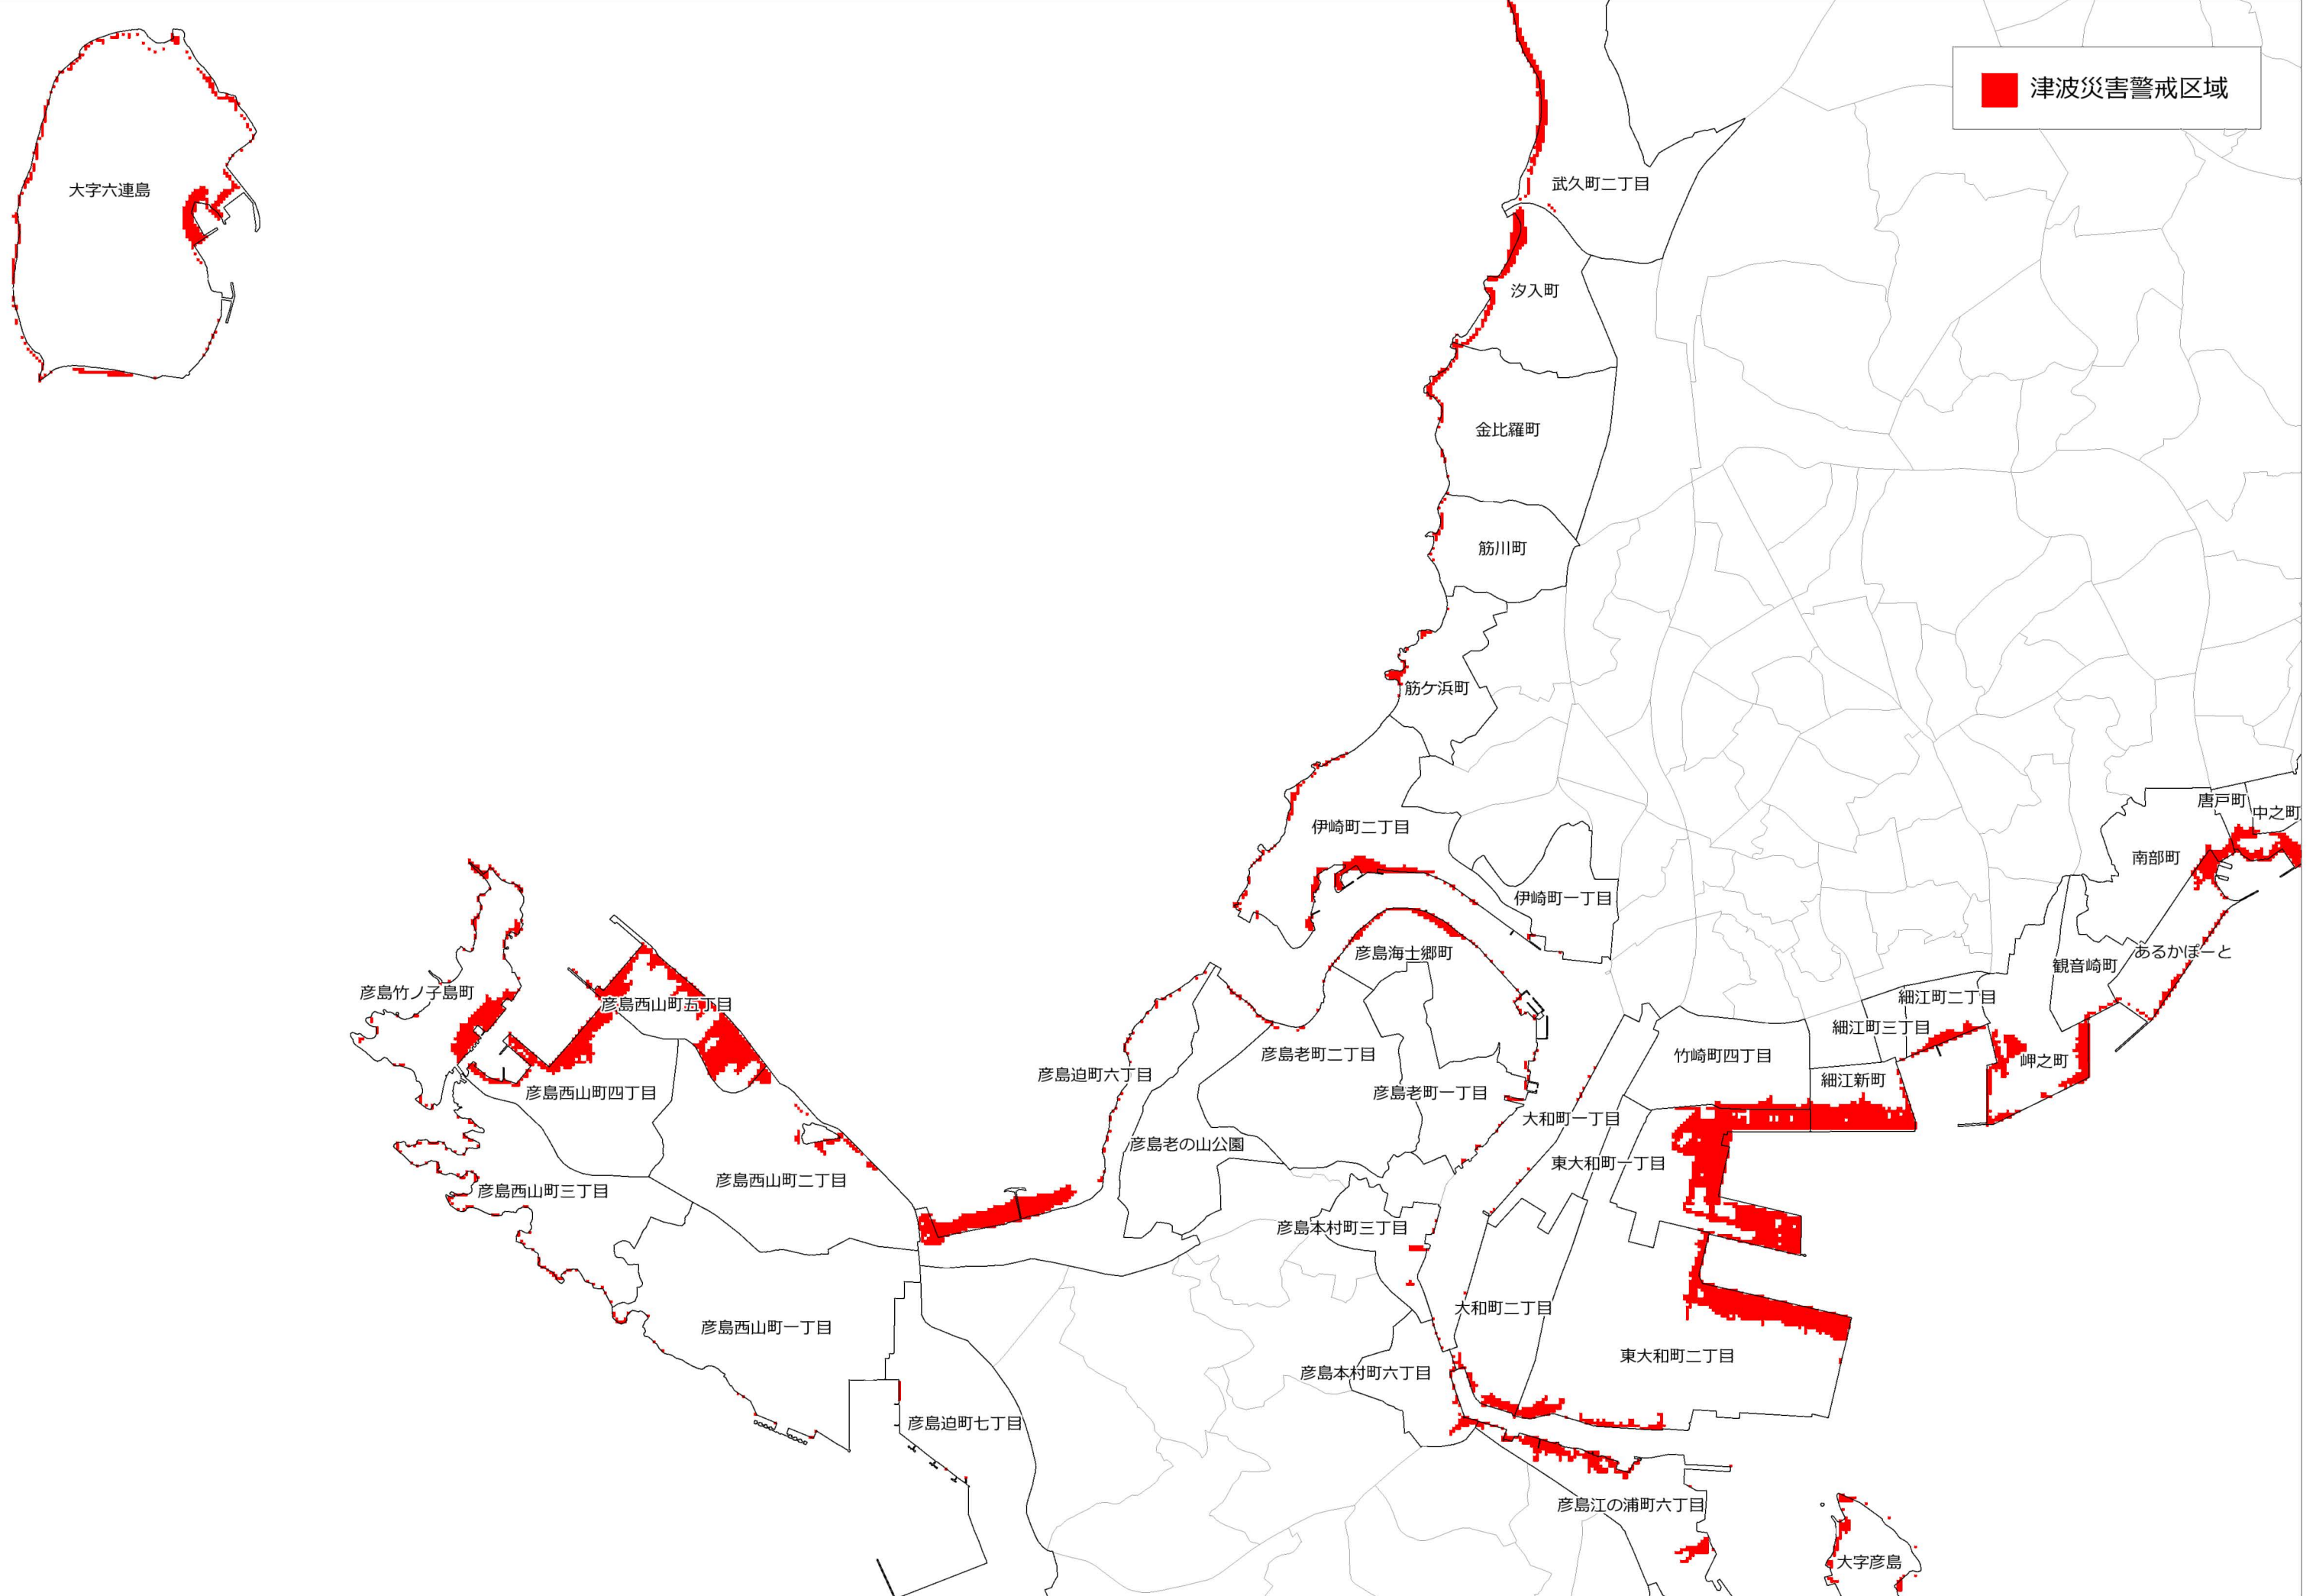 津波災害警戒区域
武久町二丁目
大字六連島
汐入町
金比羅町
筋川町
筋ケ浜町
唐戸町
中之町
伊崎町二丁目
南部町
伊崎町一丁目
あるかぽーと
彦島海士郷町
観音崎町
彦島竹ノ子島町
細江町二丁目
彦島西山町五丁目
細江町三丁目
彦島老町二丁目
竹崎町四丁目
岬之町
彦島迫町六丁目
細江新町
彦島西山町四丁目
彦島老町一丁目
大和町一丁目
彦島老の山公園
東大和町一丁目
彦島西山町二丁目
彦島西山町三丁目
彦島本村町三丁目
大和町二丁目
彦島西山町一丁目
東大和町二丁目
彦島本村町六丁目
彦島迫町七丁目
彦島江の浦町六丁目
大字彦島